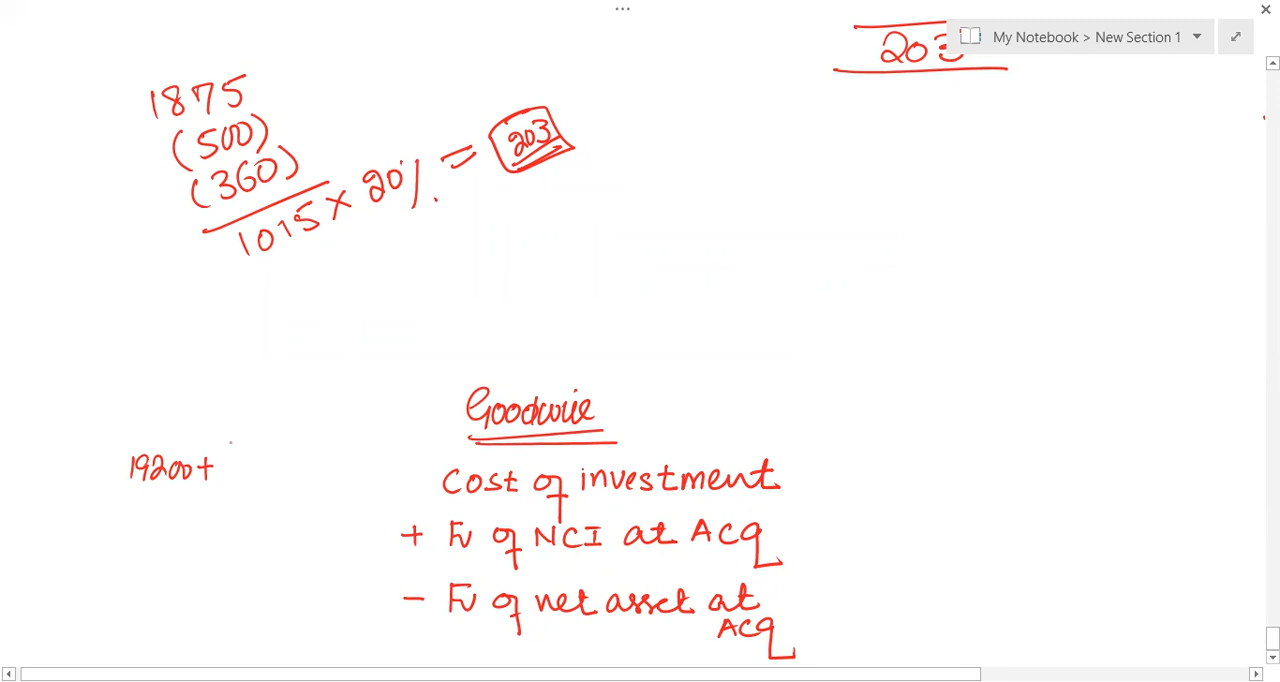 ...
My Notebook > New Section 1
203
1875
(500)
(360)
1015 × 20% = 203
Goodwill
19200+
Cost of investment
+ Fv of NCI at ACq
- Fv of net asset at
ACq